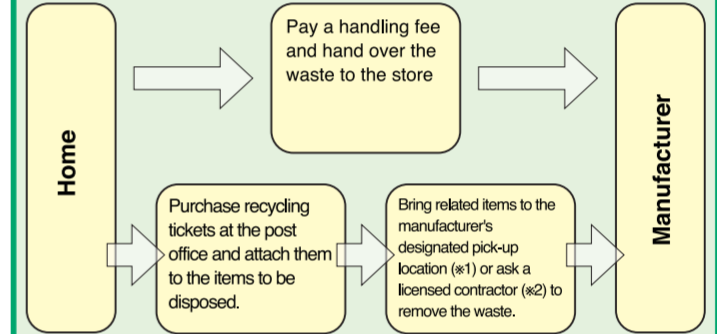 Home
Pay a handling fee
and hand over the
waste to the store
Purchase recycling
tickets at the post
office and attach them
to the items to be
disposed.
Bring related items to the
manufacturer's
designated pick-up
location (※1) or ask a
licensed contractor (※2) to
remove the waste.
Manufacturer